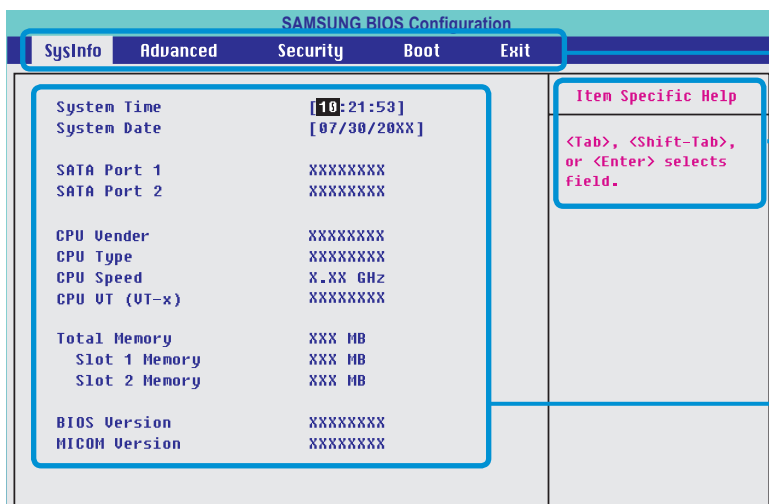 SAMSUNG BIOS Configuration
SysInfo Advanced Security Boot Exit
System Time [10:21:53]
System Date [07/30/20XX]
SATA Port 1 XXXXXXXX
SATA Port 2 XXXXXXXX
CPU Vender XXXXXXXX
CPU Type XXXXXXXX
CPU Speed X.XX GHz
CPU VT (VT-x) XXXXXXXX
Total Memory XXX MB
Slot 1 Memory XXX MB
Slot 2 Memory XXX MB
BIOS Version XXXXXXXX
MICOM Version XXXXXXXX
Item Specific Help
<Tab>, <Shift-Tab>,
or <Enter> selects
field.